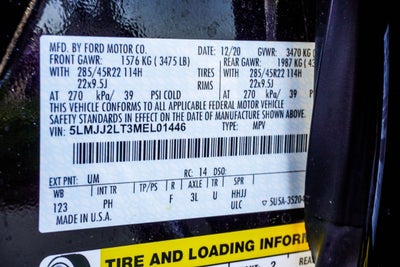 MFD. BY FORD MOTOR CO. DATE: 12/20 GVWR: 3470 KG
FRONT GAWR: 1576 KG ( 3475 LB) REAR GAWR: 1987 KG
WITH 285/45R22 114H TIRES WITH 285/45R22 114H
22x9.5J RIMS 22x9.5J
AT 270 kPa/ 39 PSI COLD AT 270 kPa/ 39
THIS VEHICLE CONFORMS TO ALL APPLICABLE FEDERAL MOTOR VEHICLE
SAFETY STANDARDS IN EFFECT ON THE DATE OF MANUFACTURE SHOWN ABOVE.
VIN: 5LMJJ2LT3MEL01446 TYPE: MPV
EXT PNT: UM RC: 14 DSO:
WB INT TR TP/PS R AXLE TR SPR
123 PH F 3L U HHJJ
MADE IN U.S.A. ULC
TIRE AND LOADING